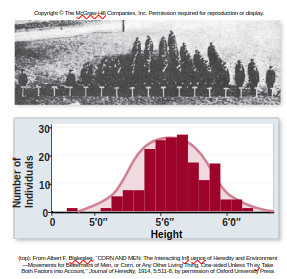 Copyright © The McGraw-Hill Companies, Inc. Permission required for reproduction or display.
Number of
Individuals
30
20
10
0
0
5'0"
5'6"
6'0"
Height
(top): From Albert F. Blakeslee, "CORN AND MEN: The Interacting Influence of Heredity and Environment
—Movements for Betterment of Men, or Corn, or Any Other Living Thing, One-sided Unless They Take
Both Factors into Account," Journal of Heredity, 1914, 5:511-8, by permission of Oxford University Press